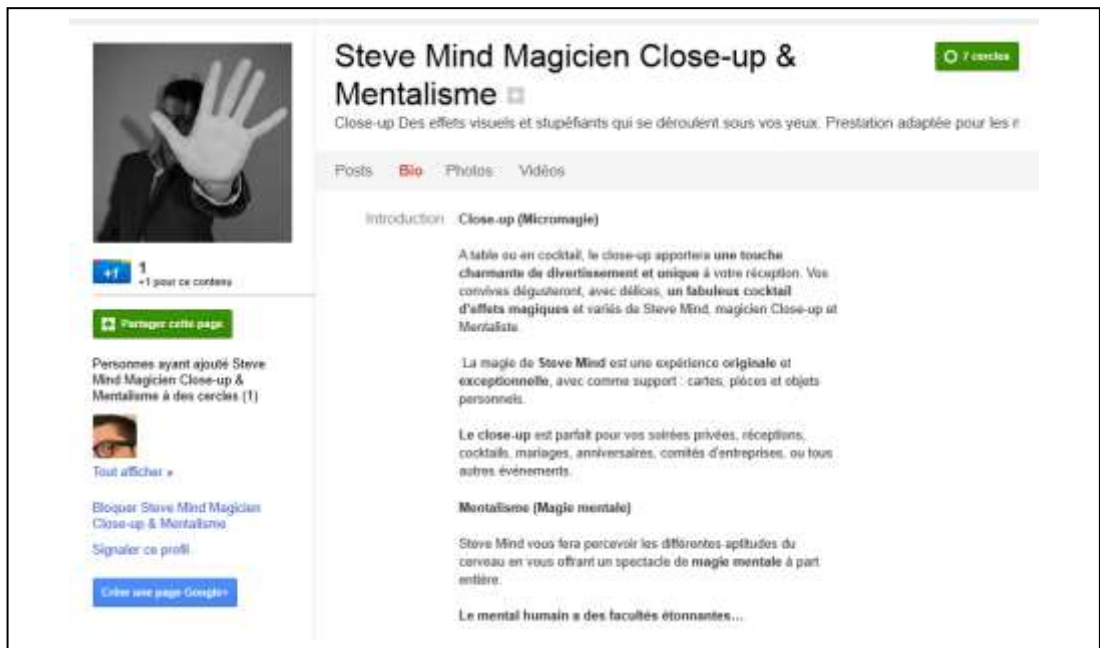 Steve Mind Magicien Close-up &
Mentalisme
7 cercles
Close-up Des effets visuels et stupéfiants qui se déroulent sous vos yeux. Prestation adaptée pour les
Posts Bio Photos Vidéos
+1
1
+1 pour ce contenu
Partager cette page
Personnes ayant ajouté Steve
Mind Magicien Close-up &
Mentalisme à des cercles (1)
Tout afficher »
Bloquer Steve Mind Magicien
Close-up & Mentalisme
Signaler ce profil
Créer une page Google+
Introduction Close-up (Micromagie)
A table ou en cocktail, le close-up apportera une touche
charmante de divertissement et unique à votre réception. Vos
convives dégusteront, avec délices, un fabuleux cocktail
d'effets magiques et variés de Steve Mind, magicien Close-up et
Mentaliste.
La magie de Steve Mind est une expérience originale et
exceptionnelle, avec comme support : cartes, pièces et objets
personnels.
Le close-up est parfait pour vos soirées privées, réceptions,
cocktails, mariages, anniversaires, comités d'entreprises, ou tous
autres événements.
Mentalisme (Magie mentale)
Steve Mind vous fera percevoir les différentes aptitudes du
cerveau en vous offrant un spectacle de magie mentale à part
entière.
Le mental humain a des facultés étonnantes...